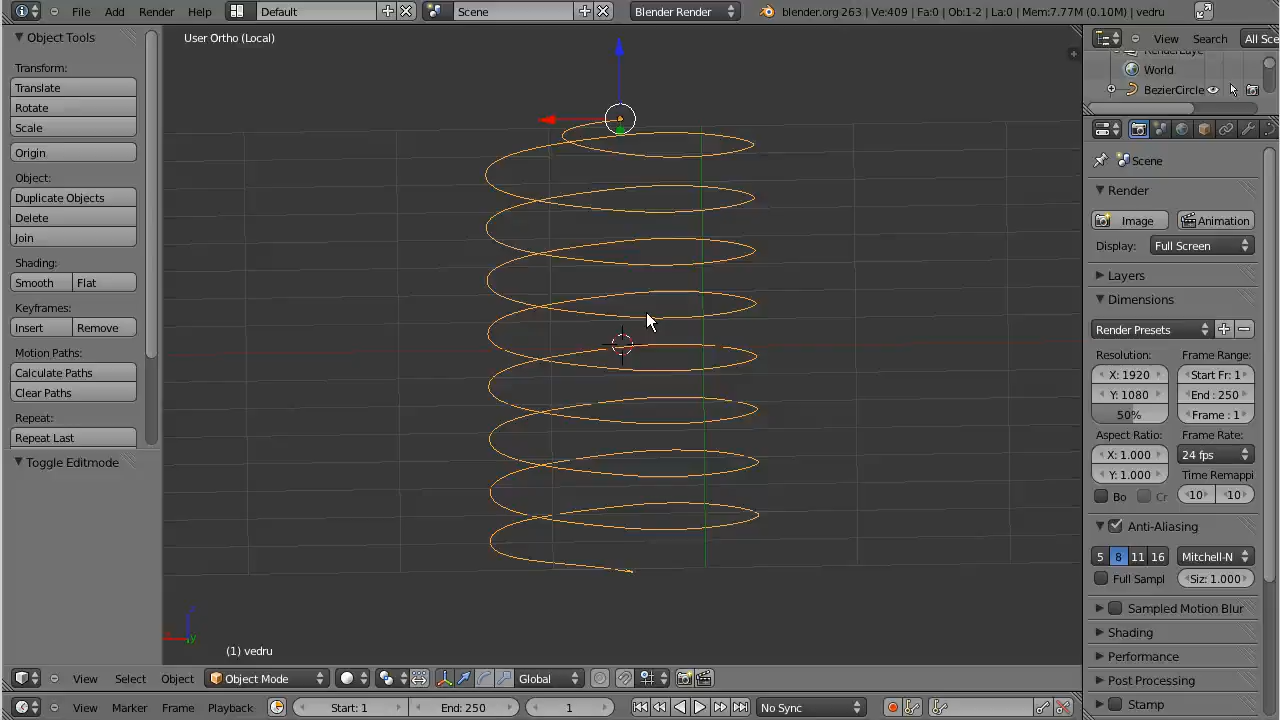 File Add Render Help Default Scene Blender Render blender.org 263 | Ve:409 | Fa:0 | Ob:1-2 | La:0 | Mem:7.77M (0.10M) | vedru
Object Tools
Transform:
Translate
Rotate
Scale
Origin
Object:
Duplicate Objects
Delete
Join
Shading:
Smooth Flat
Keyframes:
Insert Remove
Motion Paths:
Calculate Paths
Clear Paths
Repeat:
Repeat Last
Toggle Editmode
User Ortho (Local)
y
(1) vedru
View Select Object Object Mode Global
View Marker Frame Playback Start: 1 End: 250 1 No Sync
View Search All Sce
World
BezierCircle
Scene
Render
Image Animation
Display: Full Screen
Layers
Dimensions
Render Presets
Resolution: Frame Range:
X: 1920 Start Fr: 1
Y: 1080 End : 250
50% Frame : 1
Aspect Ratio: Frame Rate:
X: 1.000 24 fps
Y: 1.000 Time Remappi
Bo Cr 10 10
Anti-Aliasing
5 8 11 16 Mitchell-N
Full Sampl Siz: 1.000
Sampled Motion Blur
Shading
Performance
Post Processing
Stamp